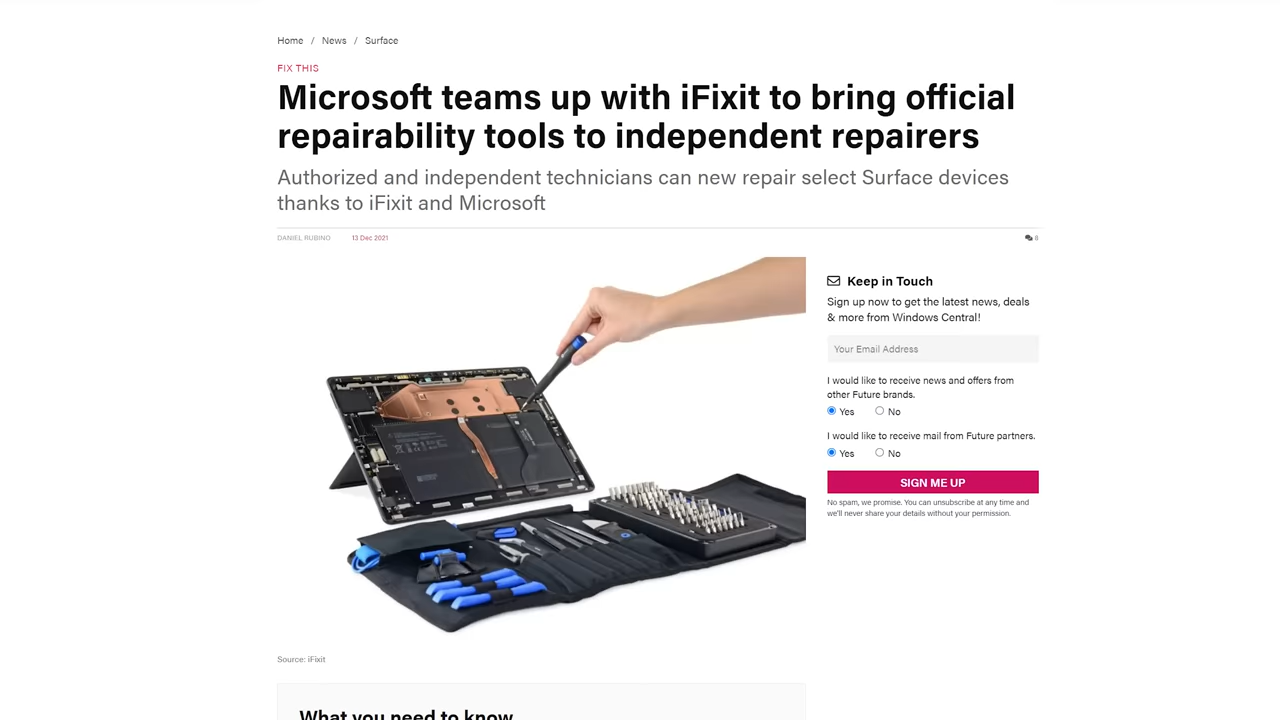 Home / News / Surface
FIX THIS
Microsoft teams up with iFixit to bring official
repairability tools to independent repairers
Authorized and independent technicians can new repair select Surface devices
thanks to iFixit and Microsoft
DANIEL RUBINO 13 Dec 2021
8
Keep in Touch
Sign up now to get the latest news, deals
& more from Windows Central!
Your Email Address
I would like to receive news and offers from
other Future brands.
Yes No
I would like to receive mail from Future partners.
Yes No
SIGN ME UP
No spam, we promise. You can unsubscribe at any time and
we'll never share your details without your permission.
Source: iFixit
What you need to know